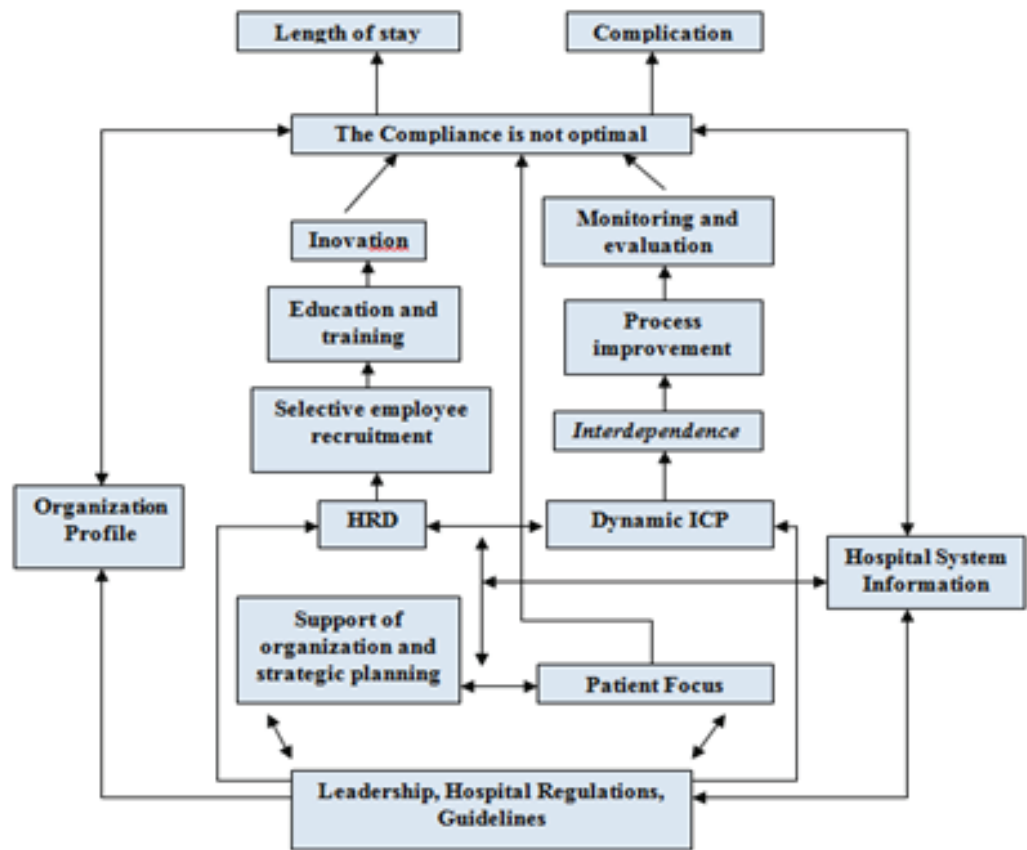 Length of stay
Complication
The Compliance is not optimal
Inovation
Monitoring and
evaluation
Education and
training
Process
improvement
Selective employee
recruitment
Interdependence
Organization
Profile
HRD
Dynamic ICP
Hospital System
Information
Support of
organization and
strategic planning
Patient Focus
Leadership, Hospital Regulations,
Guidelines